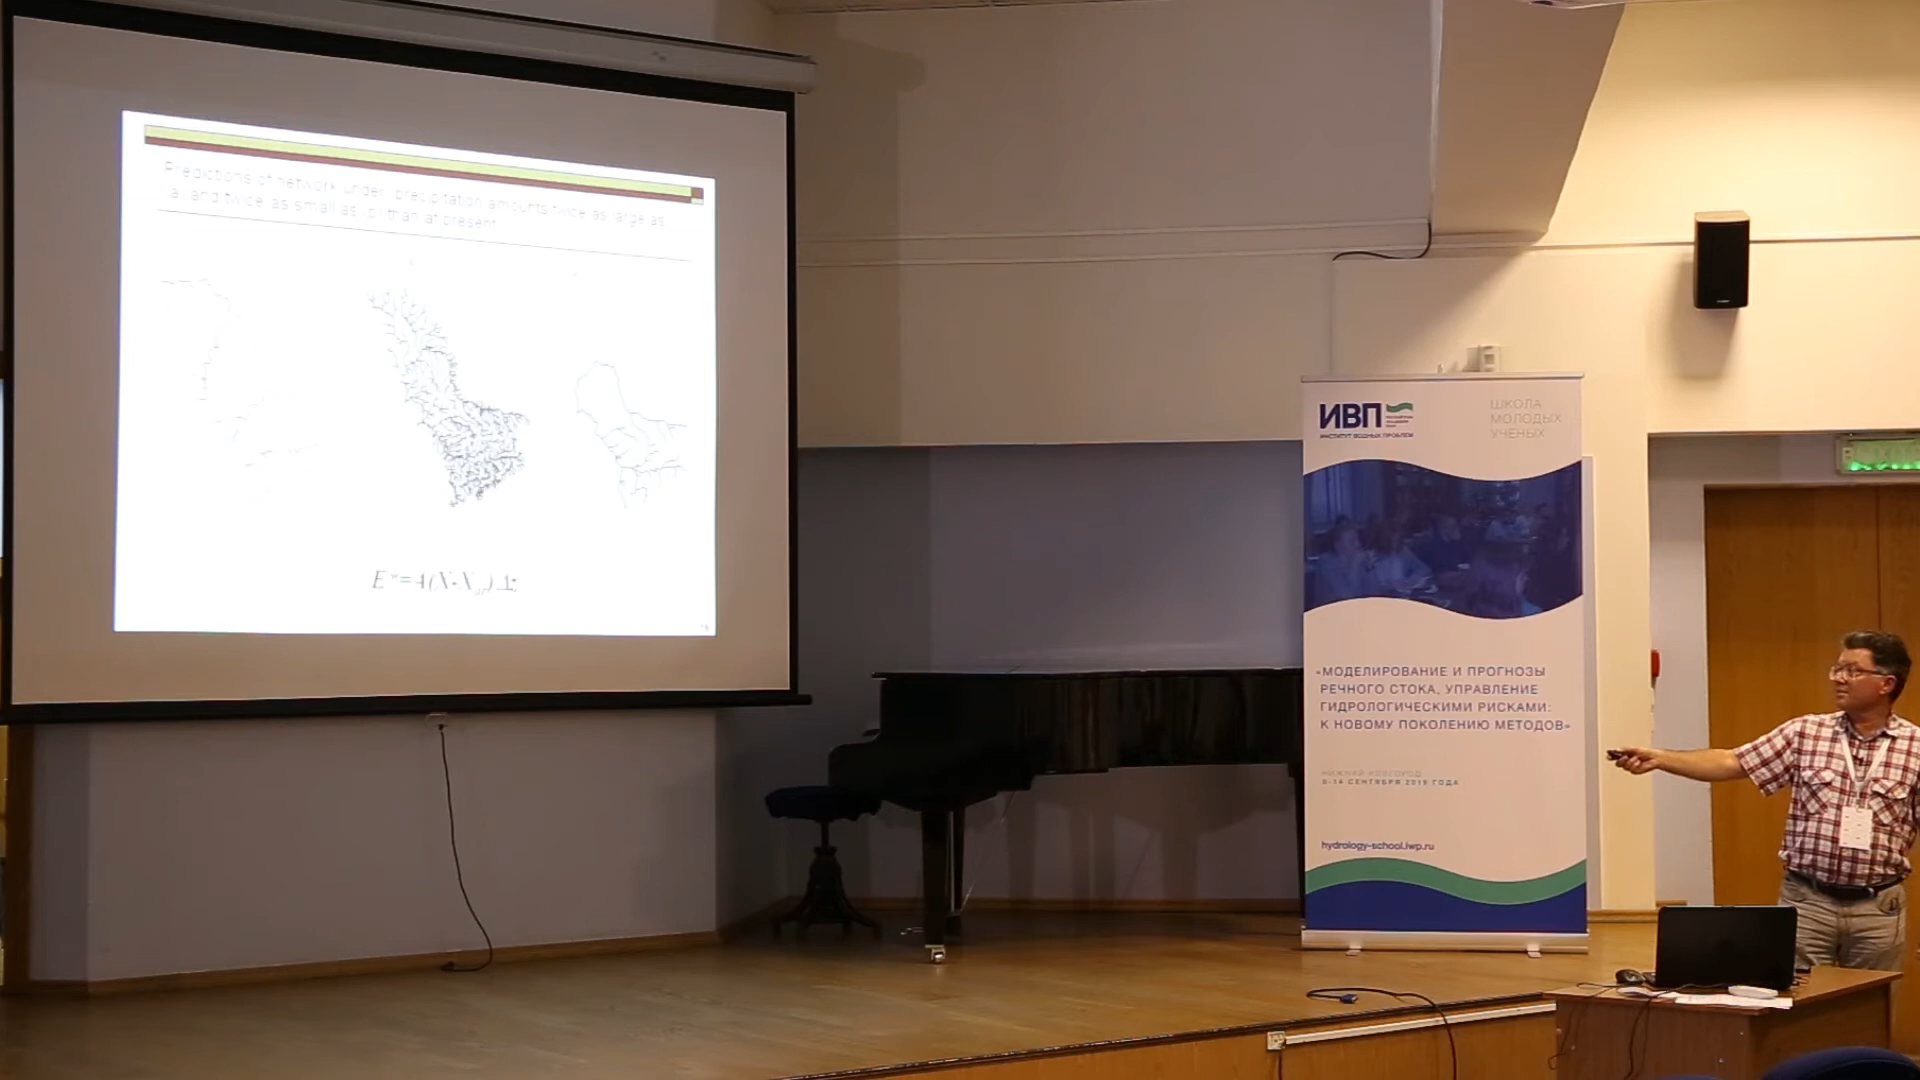 Predictions of network under precipitation amounts twice as large as
a) and twice as small as c) than at present
ИВП
ИНСТИТУТ ВОДНЫХ ПРОБЛЕМ
ШКОЛА
МОЛОДЫХ
УЧЕНЫХ
«МОДЕЛИРОВАНИЕ И ПРОГНОЗЫ
РЕЧНОГО СТОКА, УПРАВЛЕНИЕ
ГИДРОЛОГИЧЕСКИМИ РИСКАМИ:
К НОВОМУ ПОКОЛЕНИЮ МЕТОДОВ»
НИЖНИЙ НОВГОРОД
СЕНТЯБРЯ ГОДА
hydrology-school.iwp.ru